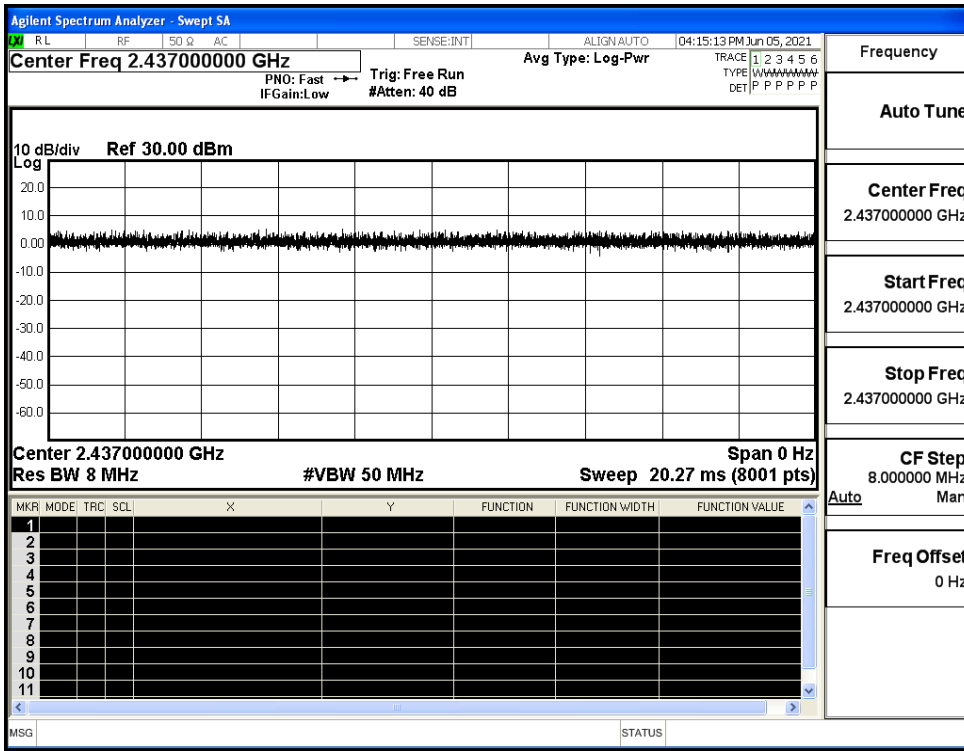 Agilent Spectrum Analyzer - Swept SA
LXI RL RF 50 Ω AC SENSE:INT ALIGN AUTO 04:15:13 PM Jun 05, 2021
Center Freq 2.437000000 GHz
PNO: Fast
IFGain:Low
Trig: Free Run
#Atten: 40 dB
Avg Type: Log-Pwr
TRACE 1 2 3 4 5 6
TYPE
DET P P P P P P
10 dB/div Ref 30.00 dBm
Log
20.0
10.0
0.00
-10.0
-20.0
-30.0
-40.0
-50.0
-60.0
Center 2.437000000 GHz Span 0 Hz
Res BW 8 MHz #VBW 50 MHz Sweep 20.27 ms (8001 pts)
MKR MODE TRC SCL X Y FUNCTION FUNCTION WIDTH FUNCTION VALUE
1
2
3
4
5
6
7
8
9
10
11
MSG STATUS
Frequency
Auto Tune
Center Freq
2.437000000 GHz
Start Freq
2.437000000 GHz
Stop Freq
2.437000000 GHz
CF Step
8.000000 MHz
Auto Man
Freq Offset
0 Hz